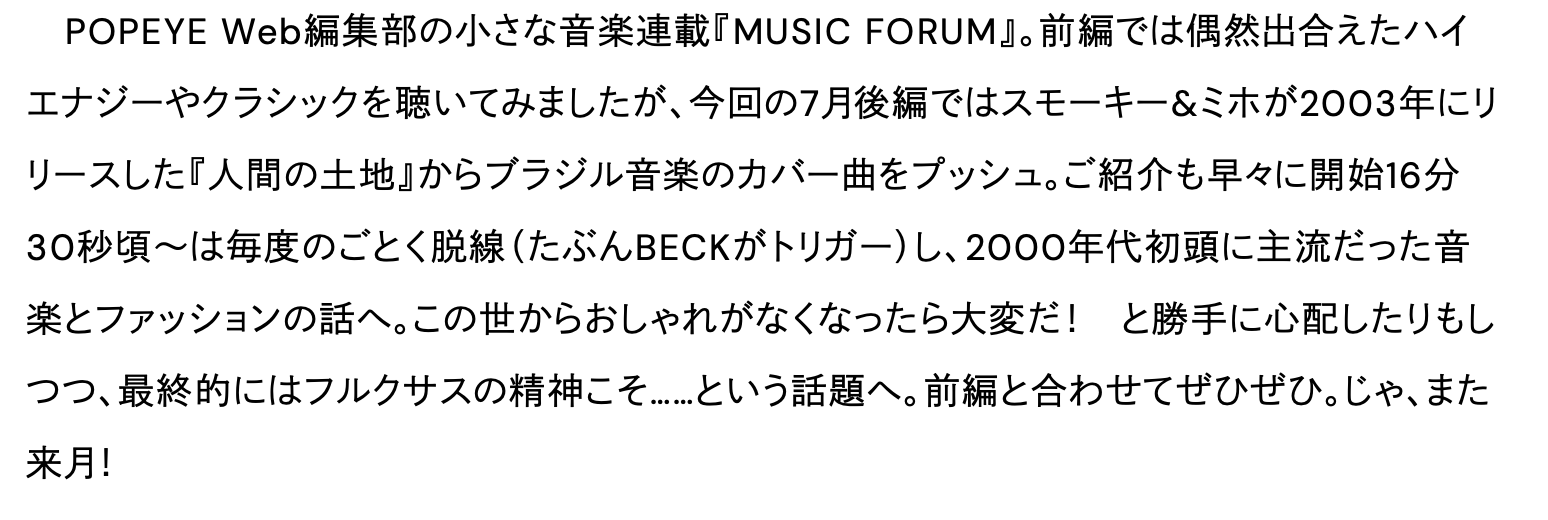 POPEYE Web編集部の小さな音楽連載『MUSIC FORUM』。前編では偶然出合えたハイ
エナジーやクラシックを聴いてみましたが、今回の7月後編ではスモーキー&ミホが2003年にリ
リースした『人間の土地』からブラジル音楽のカバー曲をプッシュ。ご紹介も早々に開始16分
30秒頃〜は毎度のごとく脱線（たぶんBECKがトリガー）し、2000年代初頭に主流だった音
楽とファッションの話へ。この世からおしゃれがなくなったら大変だ！　と勝手に心配したりもし
つつ、最終的にはフルクサスの精神こそ……という話題へ。前編と合わせてぜひぜひ。じゃ、また
来月！